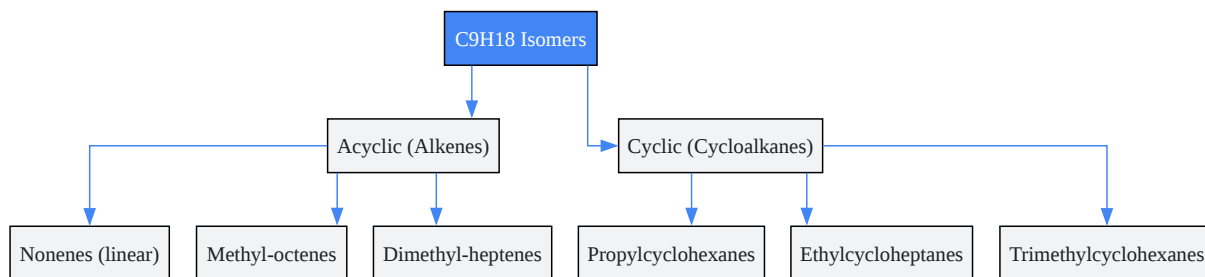 C9H18 Isomers
Acyclic (Alkenes)
Cyclic (Cycloalkanes)
Nonenes (linear)
Methyl-octenes
Dimethyl-heptenes
Propylcyclohexanes
Ethylcycloheptanes
Trimethylcyclohexanes